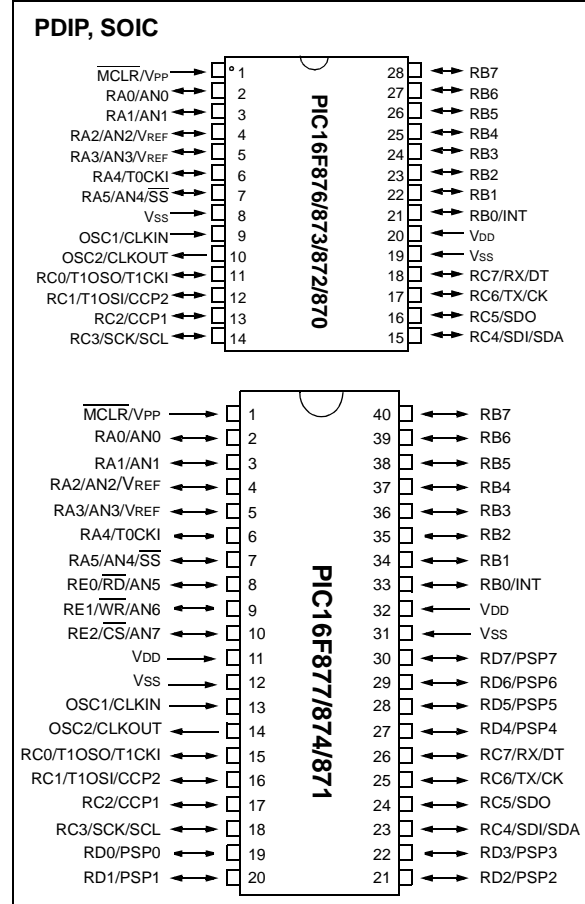 PDIP, SOIC
MCLR/VPP 1 28 RB7
RA0/AN0 2 27 RB6
RA1/AN1 3 26 RB5
RA2/AN2/VREF 4 25 RB4
RA3/AN3/VREF 5 24 RB3
RA4/T0CKI 6 23 RB2
RA5/AN4/SS 7 22 RB1
VSS 8 21 RB0/INT
OSC1/CLKIN 9 20 VDD
OSC2/CLKOUT 10 19 VSS
RC0/T1OSO/T1CKI 11 18 RC7/RX/DT
RC1/T1OSI/CCP2 12 17 RC6/TX/CK
RC2/CCP1 13 16 RC5/SDO
RC3/SCK/SCL 14 15 RC4/SDI/SDA
PIC16F876/873/872/870
MCLR/VPP 1 40 RB7
RA0/AN0 2 39 RB6
RA1/AN1 3 38 RB5
RA2/AN2/VREF 4 37 RB4
RA3/AN3/VREF 5 36 RB3
RA4/T0CKI 6 35 RB2
RA5/AN4/SS 7 34 RB1
RE0/RD/AN5 8 33 RB0/INT
RE1/WR/AN6 9 32 VDD
RE2/CS/AN7 10 31 VSS
VDD 11 30 RD7/PSP7
VSS 12 29 RD6/PSP6
OSC1/CLKIN 13 28 RD5/PSP5
OSC2/CLKOUT 14 27 RD4/PSP4
RC0/T1OSO/T1CKI 15 26 RC7/RX/DT
RC1/T1OSI/CCP2 16 25 RC6/TX/CK
RC2/CCP1 17 24 RC5/SDO
RC3/SCK/SCL 18 23 RC4/SDI/SDA
RD0/PSP0 19 22 RD3/PSP3
RD1/PSP1 20 21 RD2/PSP2
PIC16F877/874/871